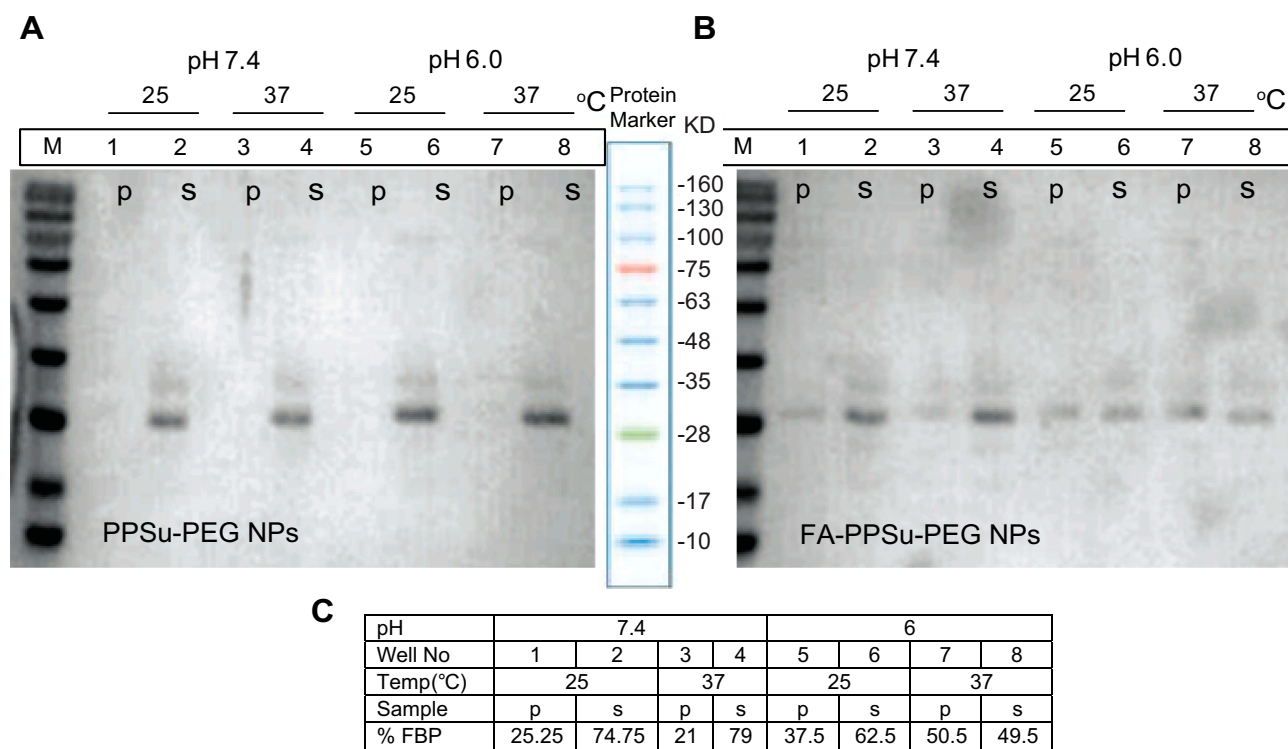 A
pH 7.4 pH 6.0
25 37 25 37 °C
M 1 2 3 4 5 6 7 8
p s p s p s p s
PPSu-PEG NPs
Protein
Marker KD
-160
-130
-100
-75
-63
-48
-35
-28
-17
-10
B
pH 7.4 pH 6.0
25 37 25 37 °C
M 1 2 3 4 5 6 7 8
p s p s p s p s
FA-PPSu-PEG NPs
C
pH 7.4 6
Well No 1 2 3 4 5 6 7 8
Temp(°C) 25 37 25 37
Sample p s p s p s p s
% FBP 25.25 74.75 21 79 37.5 62.5 50.5 49.5